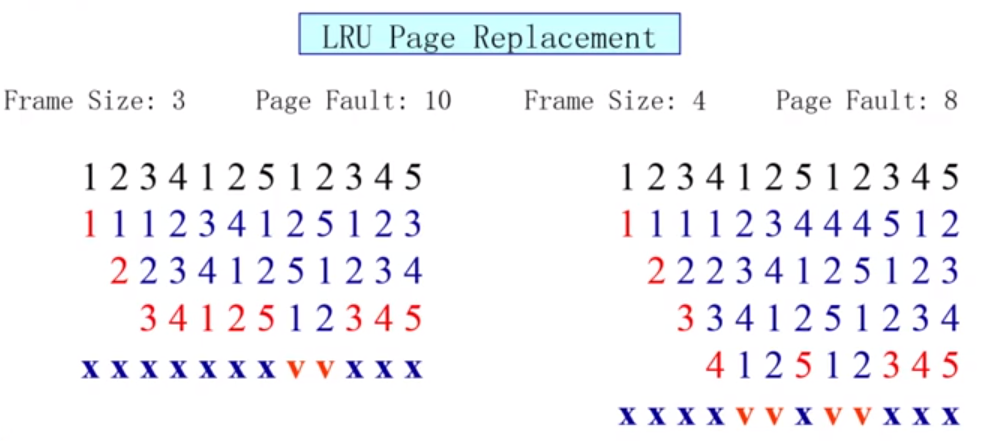 LRU Page Replacement
Frame Size: 3 Page Fault: 10 Frame Size: 4 Page Fault: 8
1 2 3 4 1 2 5 1 2 3 4 5
1 1 1 2 3 4 1 2 5 1 2 3
2 2 3 4 1 2 5 1 2 3 4
3 4 1 2 5 1 2 3 4 5
x x x x x x x v v x x x
1 2 3 4 1 2 5 1 2 3 4 5
1 1 1 1 2 3 4 4 4 5 1 2
2 2 2 3 4 1 2 5 1 2 3
3 3 4 1 2 5 1 2 3 4
4 1 2 5 1 2 3 4 5
x x x x v v x v v x x x